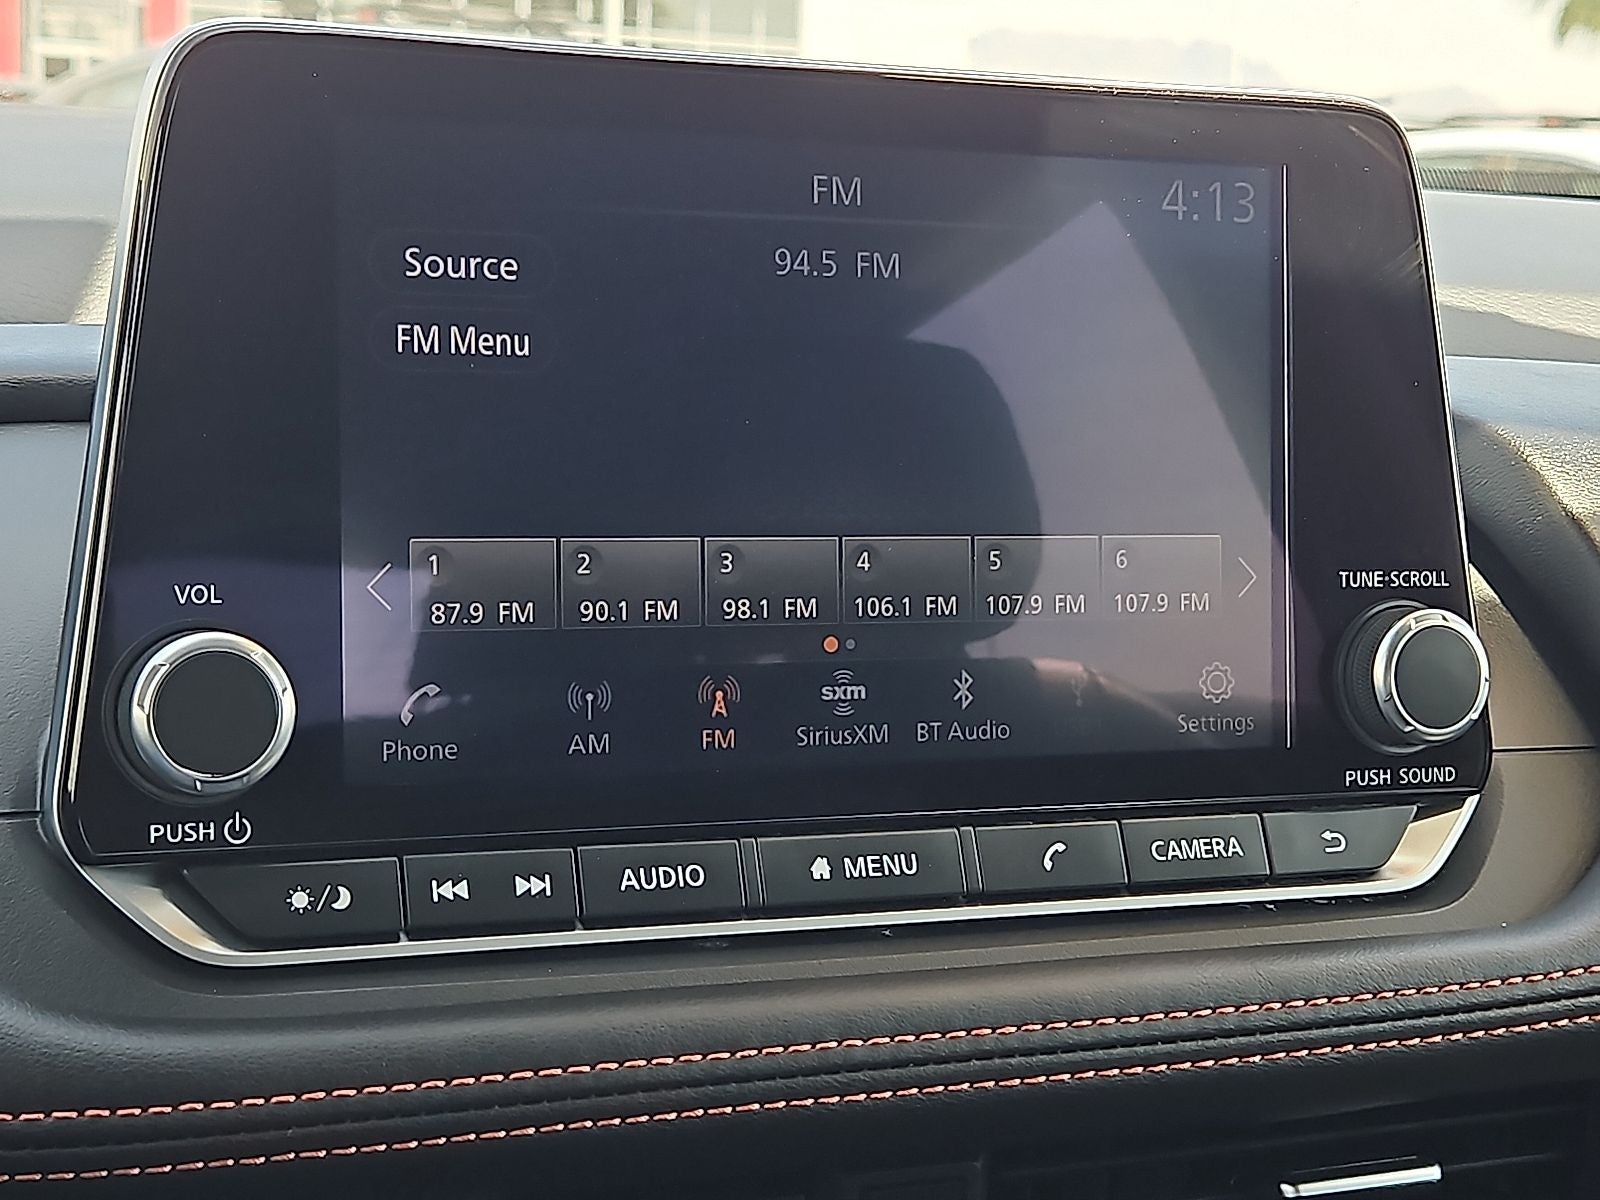 FM
4:13
Source
94.5 FM
FM Menu
1
2
3
4
5
6
87.9 FM
90.1 FM
98.1 FM
106.1 FM
107.9 FM
107.9 FM
VOL
TUNE·SCROLL
sxm
Phone
AM
FM
SiriusXM
BT Audio
Settings
PUSH
PUSH SOUND
AUDIO
MENU
CAMERA